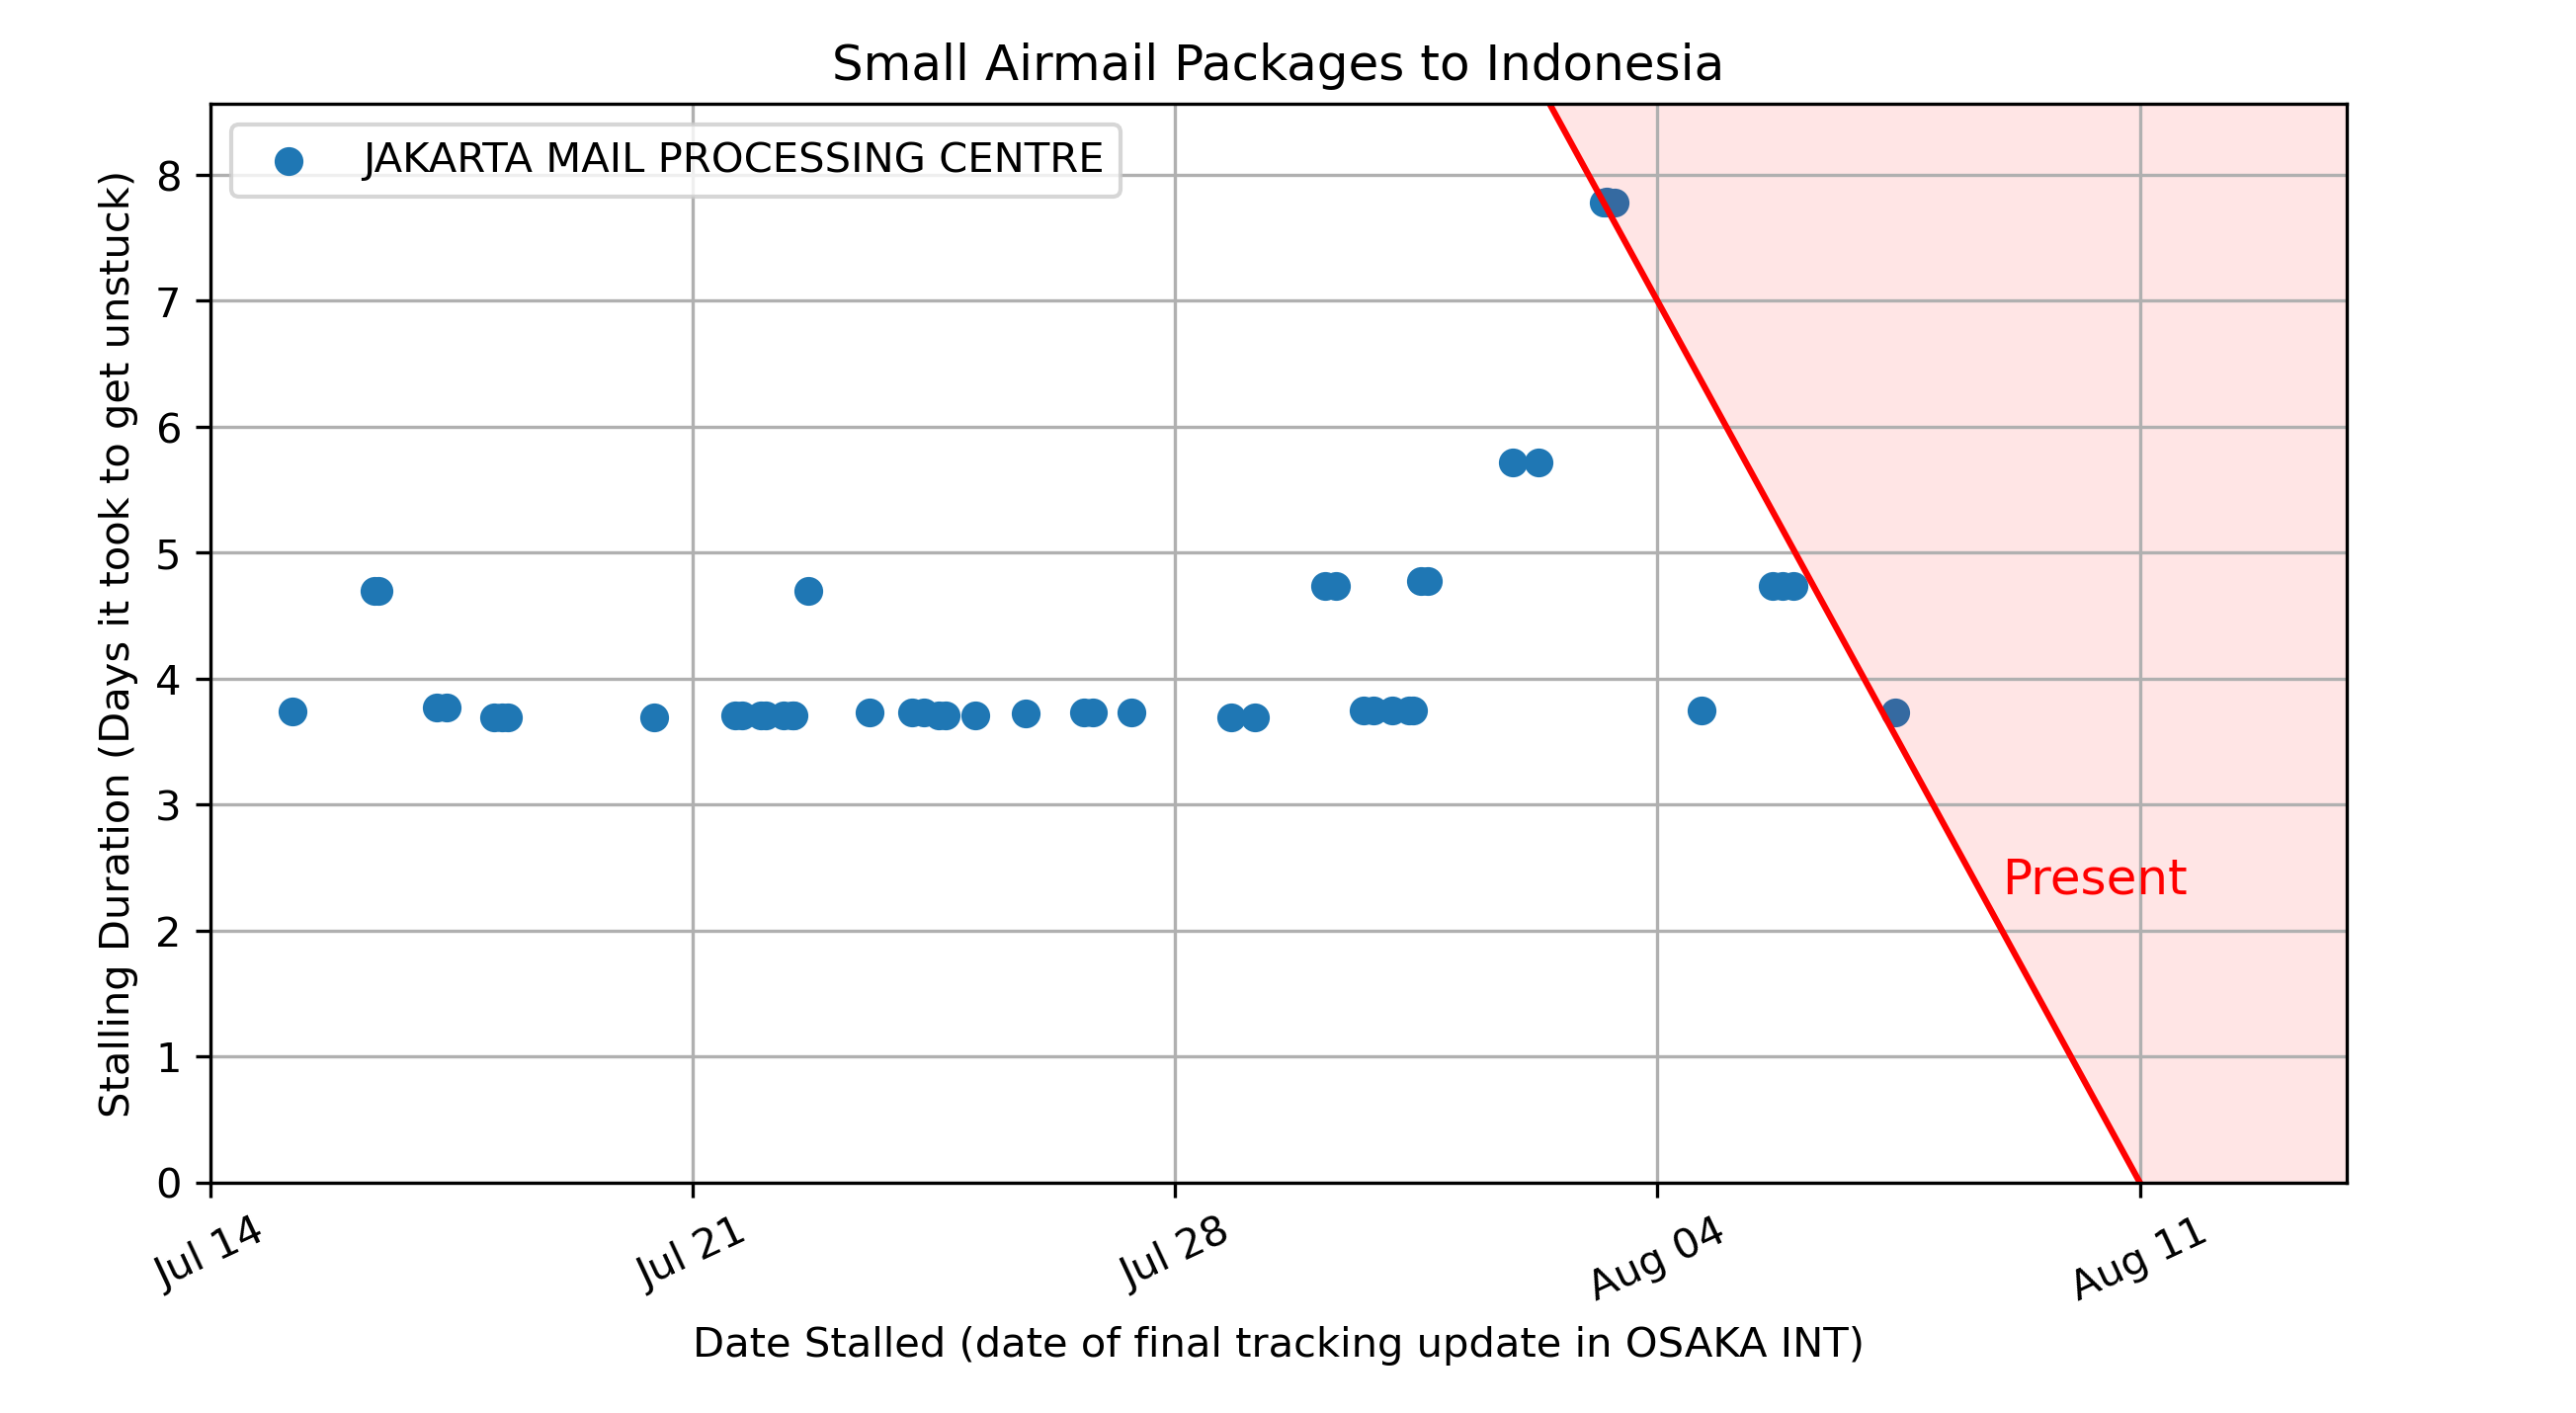 Small Airmail Packages to Indonesia
JAKARTA MAIL PROCESSING CENTRE
Stalling Duration (Days it took to get unstuck)
8
7
6
5
4
3
2
1
0
Present
Jul 14
Jul 21
Jul 28
Aug 04
Aug 11
Date Stalled (date of final tracking update in OSAKA INT)